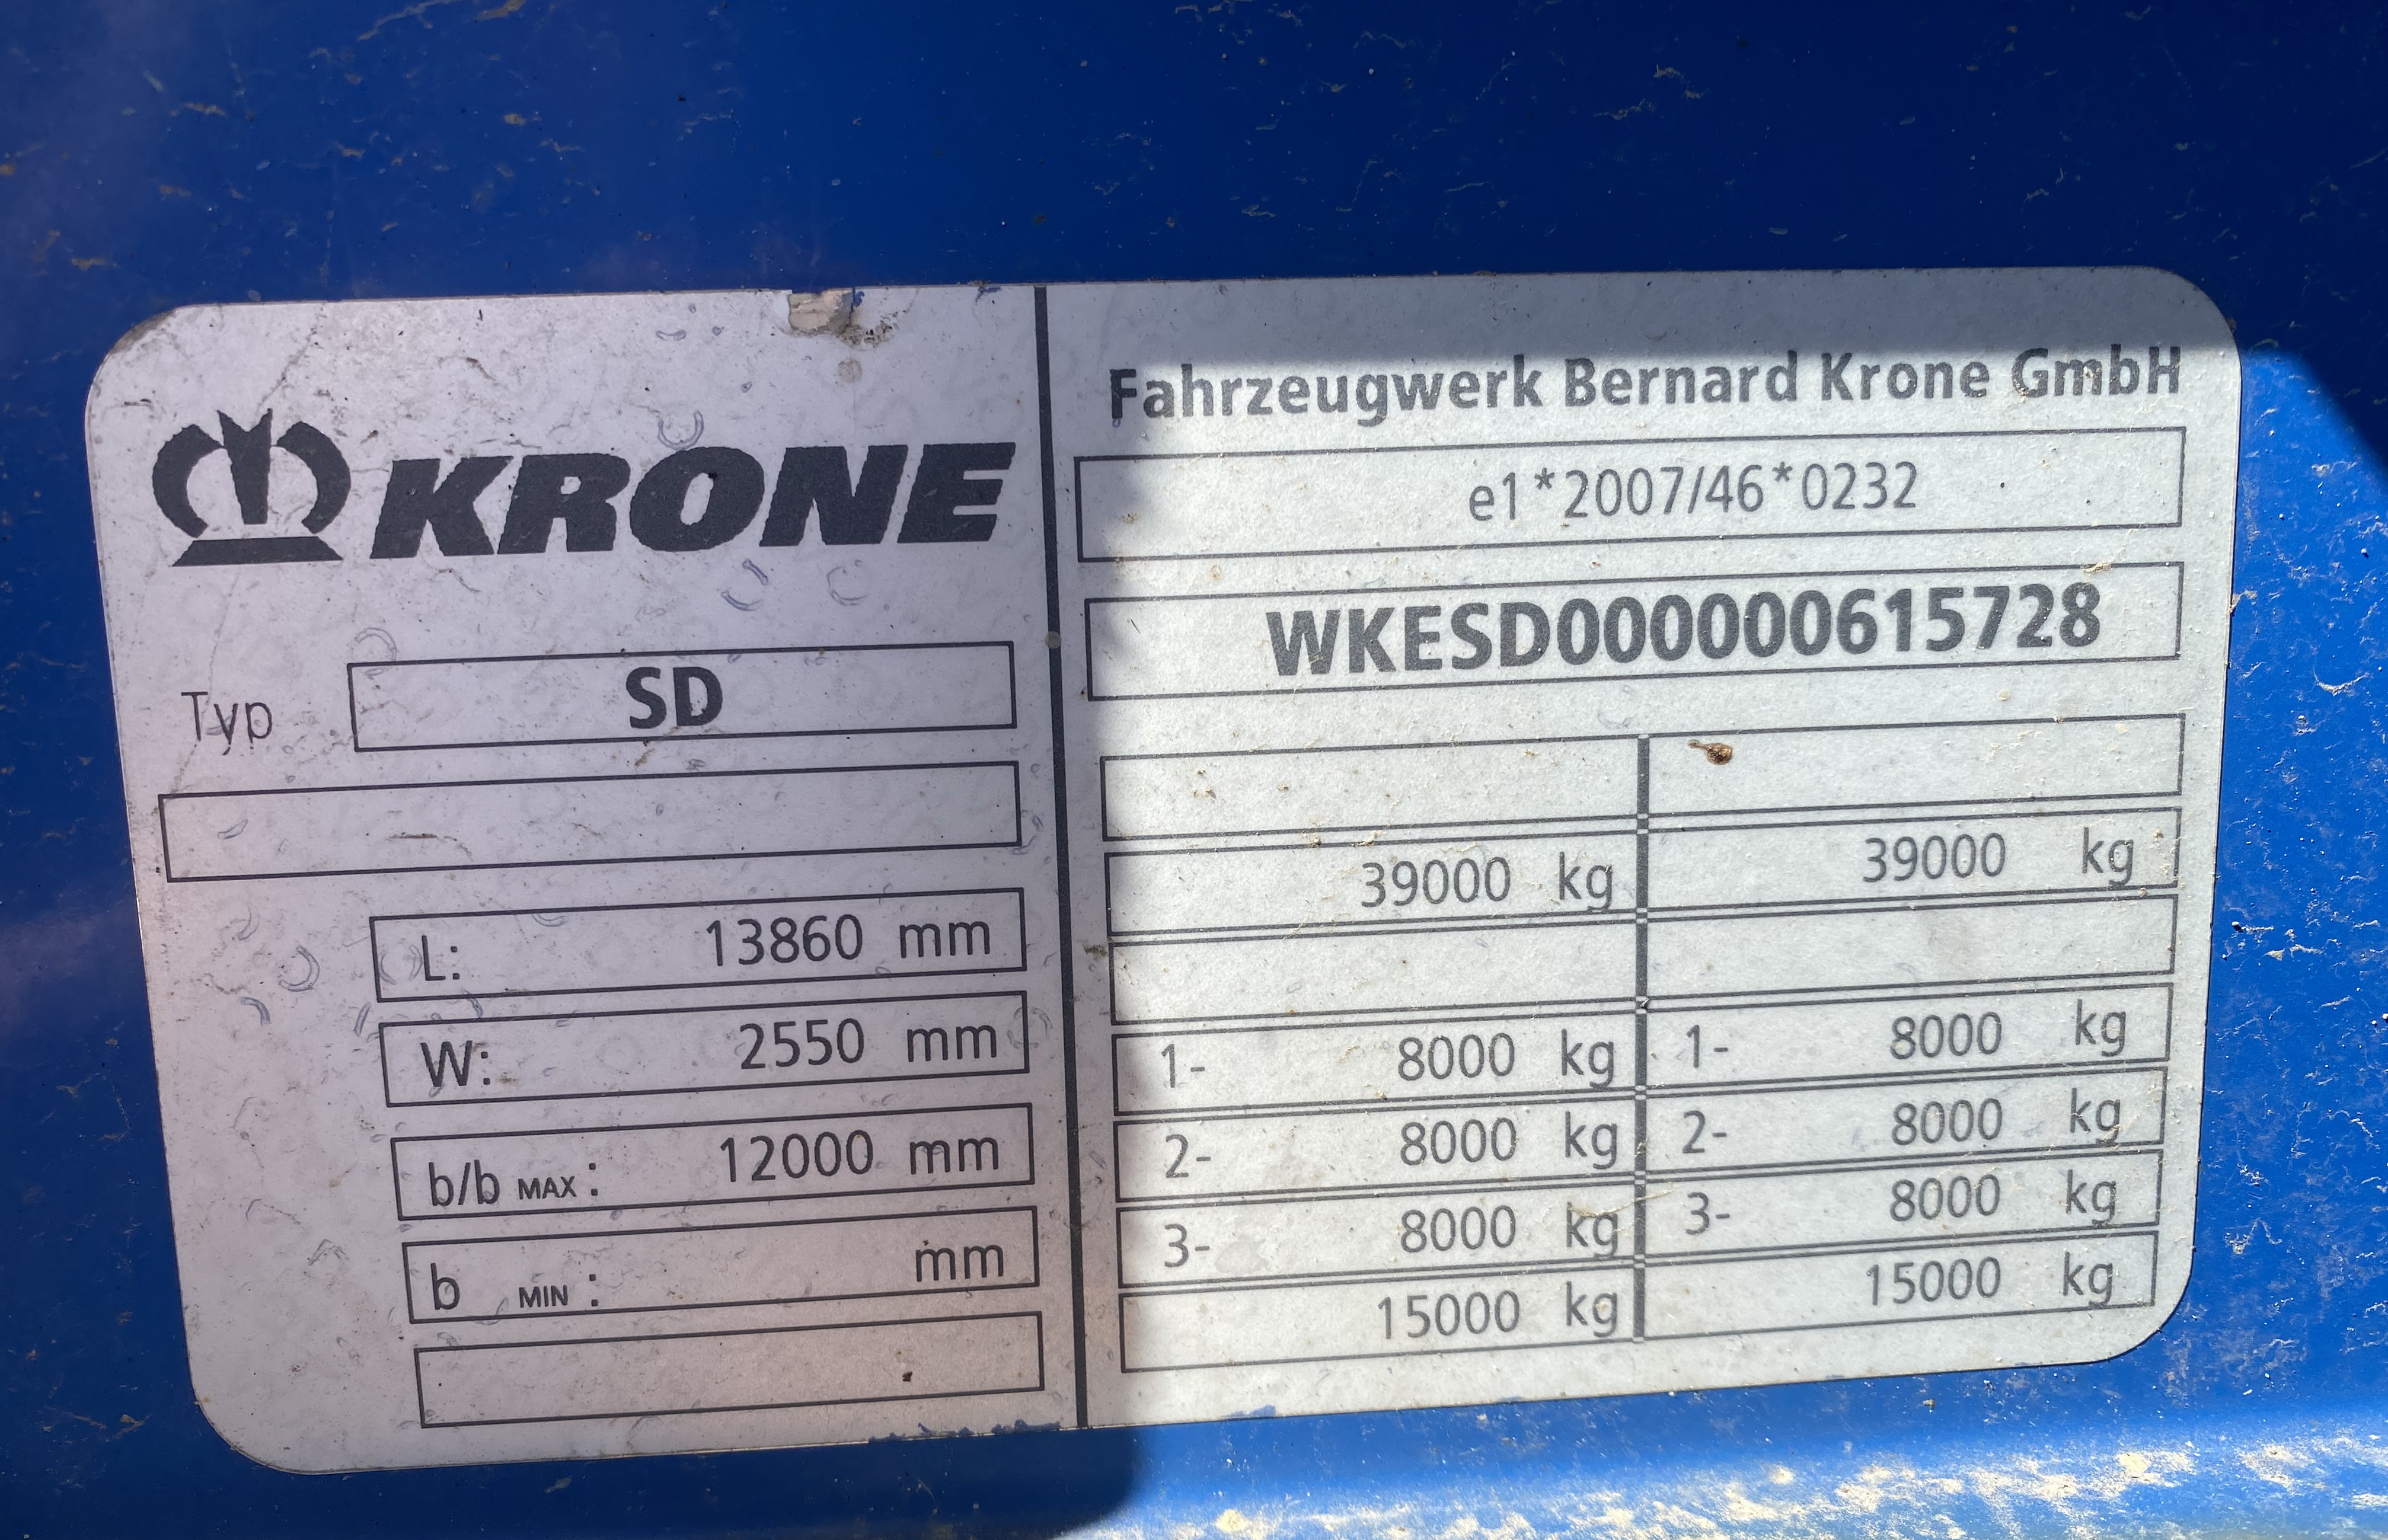 KRONE
Typ SD
L: 13860 mm
W: 2550 mm
b/b MAX: 12000 mm
b MIN: mm
Fahrzeugwerk Bernard Krone GmbH
e1*2007/46*0232
WKESD000000615728
39000 kg 39000 kg
1- 8000 kg 1- 8000 kg
2- 8000 kg 2- 8000 kg
3- 8000 kg 3- 8000 kg
15000 kg 15000 kg